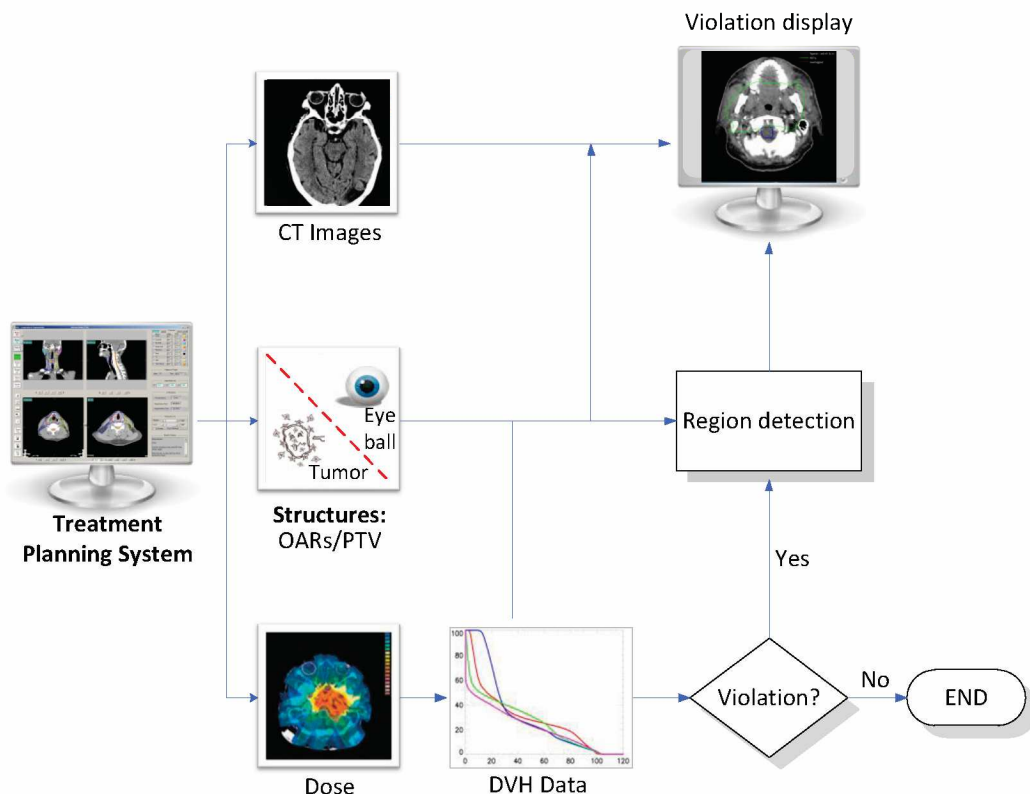 Violation display
CT Images
Eye
ball
Tumor
Treatment
Planning System
Structures:
OARs/PTV
Region detection
Yes
100
80
60
40
20
0
0 20 40 60 80 100 120
Violation?
No
END
Dose
DVH Data